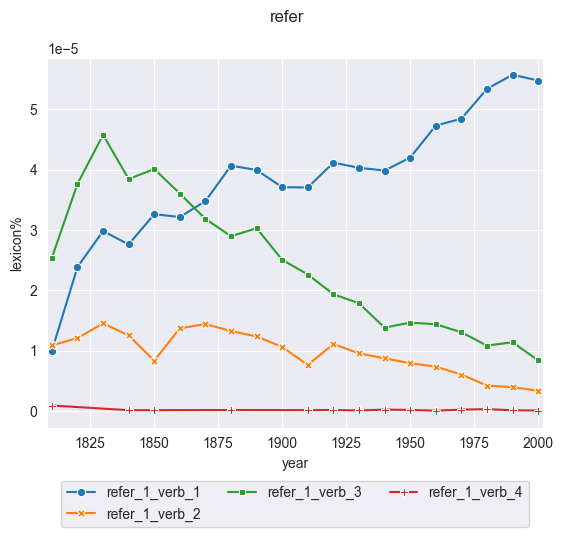 refer
1e−5
5
4
3
2
1
0
lexicon%
1825 1850 1875 1900 1925 1950 1975 2000
year
refer_1_verb_1 refer_1_verb_3 refer_1_verb_4
refer_1_verb_2